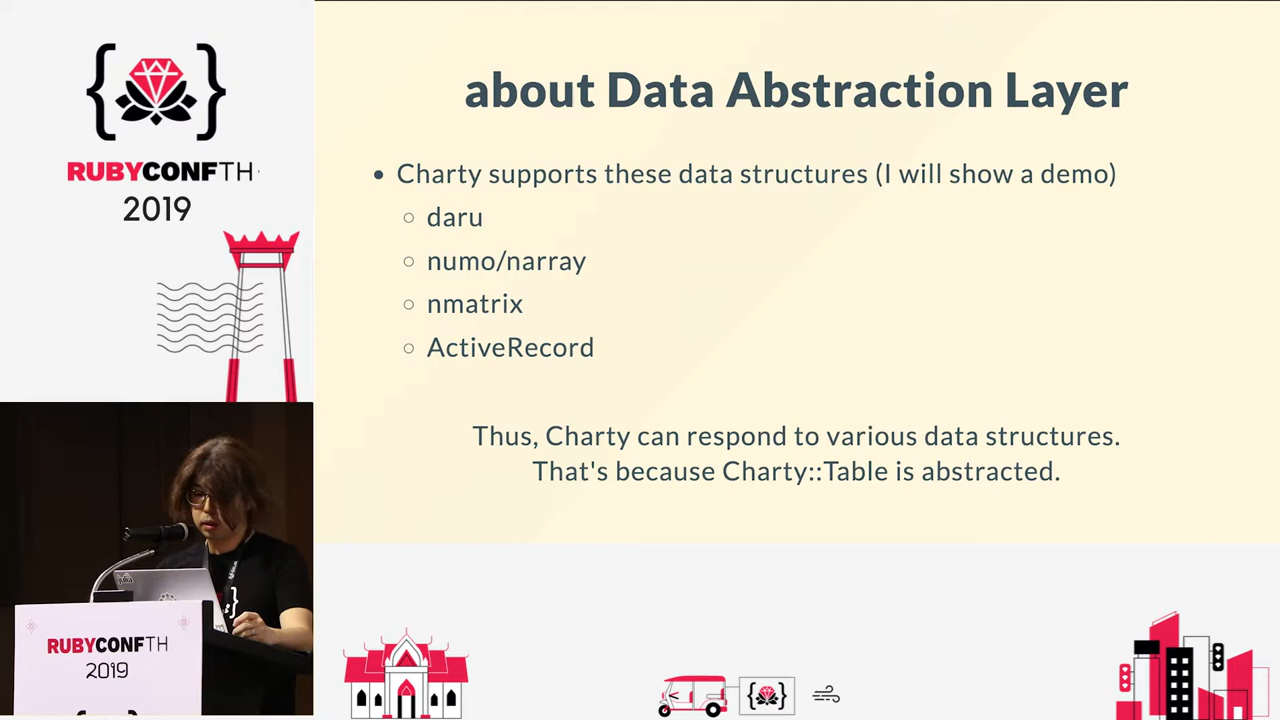 RUBYCONFTH
2019
about Data Abstraction Layer
• Charty supports these data structures (I will show a demo)
○ daru
○ numo/narray
○ nmatrix
○ ActiveRecord
Thus, Charty can respond to various data structures.
That's because Charty::Table is abstracted.
RUBYCONFTH
2019